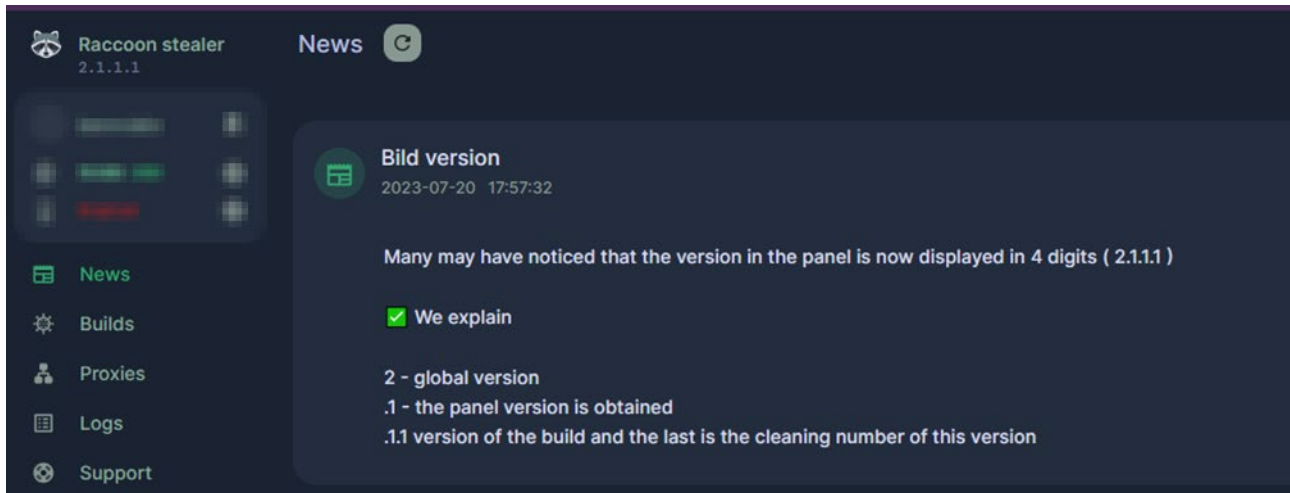 Raccoon stealer
2.1.1.1
News
Bild version
2023-07-20 17:57:32
Many may have noticed that the version in the panel is now displayed in 4 digits ( 2.1.1.1 )
✅ We explain
2 - global version
.1 - the panel version is obtained
.1.1 version of the build and the last is the cleaning number of this version
News
Builds
Proxies
Logs
Support